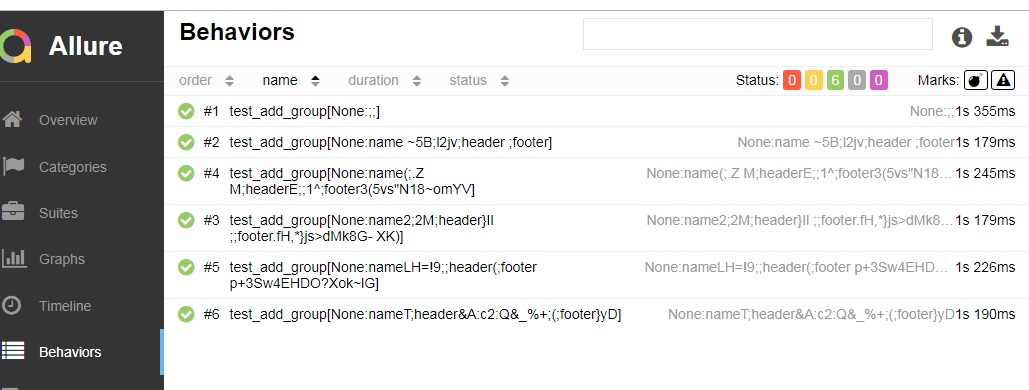 Allure
Behaviors
order name duration status Status: 0 0 6 0 0 Marks:
Overview
Categories
Suites
Graphs
Timeline
Behaviors
#1 test_add_group[None:;;] None:;;1s 355ms
#2 test_add_group[None:name ~5B;l2jv;header ;footer] None:name ~5B;l2jv;header ;footer1s 179ms
#4 test_add_group[None:name(;.Z None:name(;.Z M;headerE;;1^;footer3(5vs"N18... 1s 245ms
M;headerE;;1^;footer3(5vs"N18~omYV]
#3 test_add_group[None:name2;2M;header}II None:name2;2M;header}II ;;footer.fH,*}js>dMk8... 1s 179ms
;;footer.fH,*}js>dMk8G- XK)]
#5 test_add_group[None:nameLH=!9;;header(;footer None:nameLH=!9;;header(;footer p+3Sw4EHD... 1s 226ms
p+3Sw4EHDO?Xok~IG]
#6 test_add_group[None:nameT;header&A:c2:Q&_%+;(;footer}yD] None:nameT;header&A:c2:Q&_%+;(;footer}yD1s 190ms